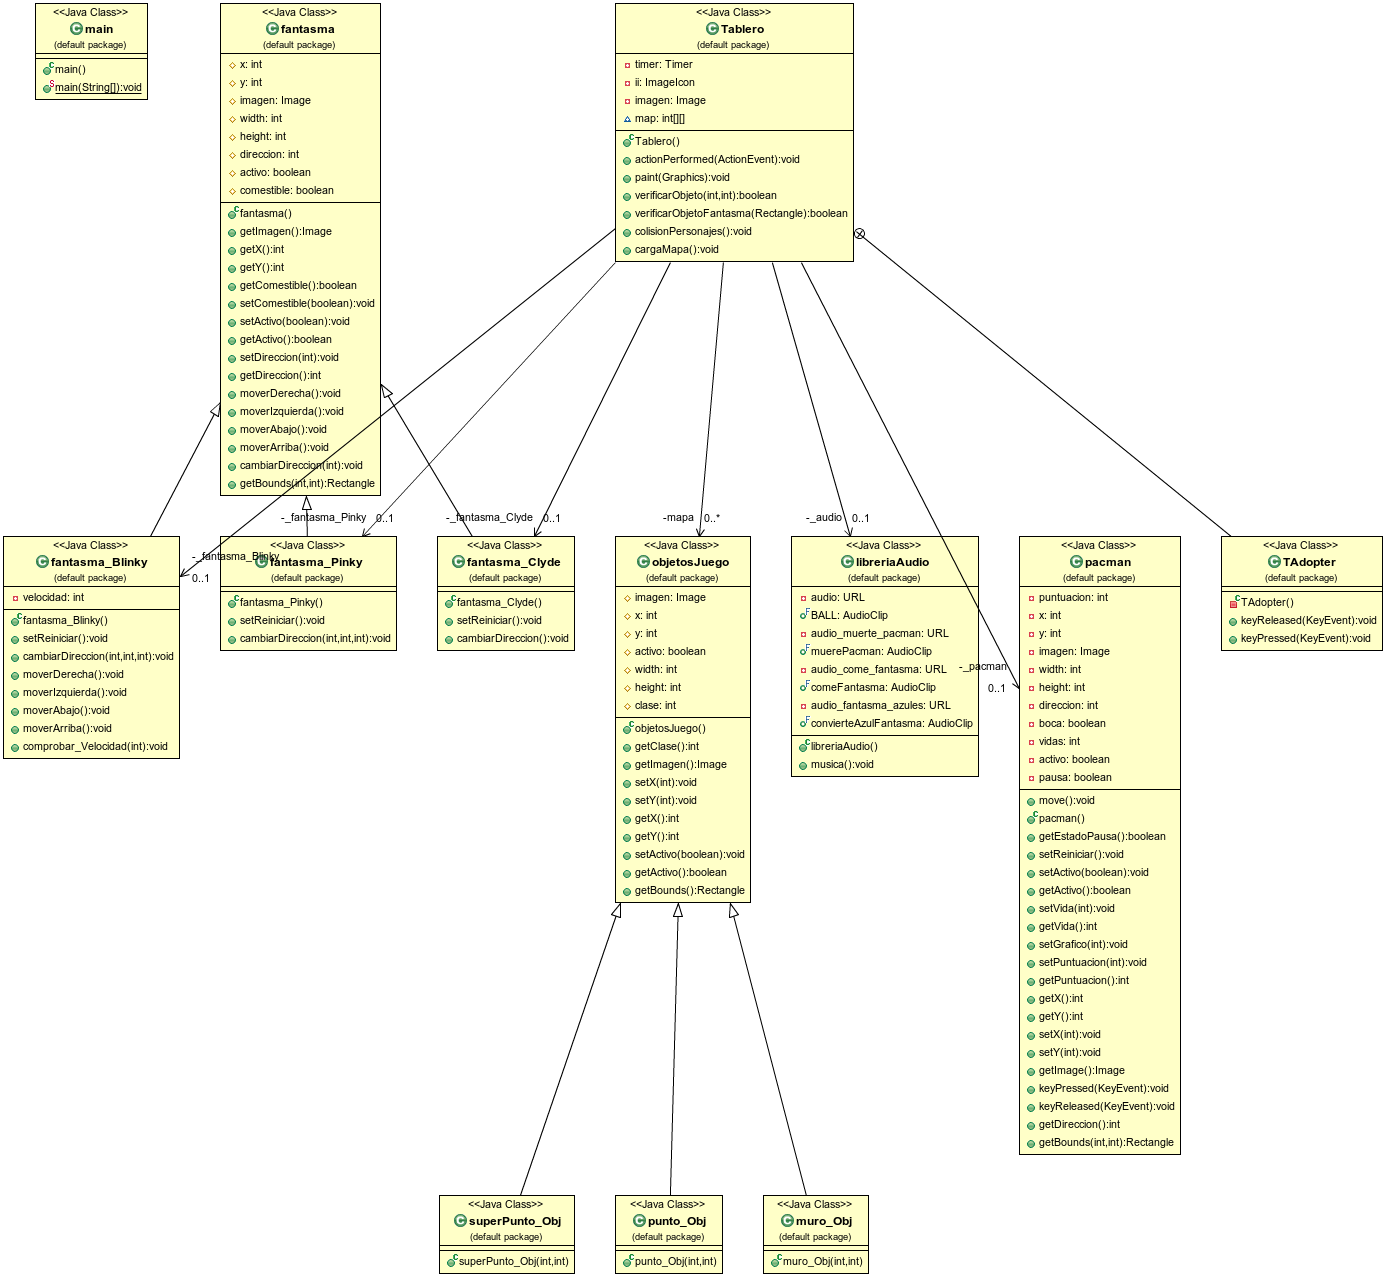 <<Java Class>>
main
(default package)
main()
main(String[]):void
<<Java Class>>
fantasma
(default package)
x: int
y: int
imagen: Image
width: int
height: int
direccion: int
activo: boolean
comestible: boolean
fantasma()
getImagen():Image
getX():int
getY():int
getComestible():boolean
setComestible(boolean):void
setActivo(boolean):void
getActivo():boolean
setDireccion(int):void
getDireccion():int
moverDerecha():void
moverIzquierda():void
moverAbajo():void
moverArriba():void
cambiarDireccion(int):void
getBounds(int,int):Rectangle
<<Java Class>>
Tablero
(default package)
timer: Timer
ii: ImageIcon
imagen: Image
map: int[][]
Tablero()
actionPerformed(ActionEvent):void
paint(Graphics):void
verificarObjeto(int,int):boolean
verificarObjetoFantasma(Rectangle):boolean
colisionPersonajes():void
cargaMapa():void
-_fantasma_Pinky
0..1
-_fantasma_Clyde
0..1
-mapa
0..*
-_audio
0..1
-_fantasma_Blinky
0..1
-_pacman
0..1
<<Java Class>>
fantasma_Blinky
(default package)
velocidad: int
fantasma_Blinky()
setReiniciar():void
cambiarDireccion(int,int,int):void
moverDerecha():void
moverIzquierda():void
moverAbajo():void
moverArriba():void
comprobar_Velocidad(int):void
<<Java Class>>
fantasma_Pinky
(default package)
fantasma_Pinky()
setReiniciar():void
cambiarDireccion(int,int,int):void
<<Java Class>>
fantasma_Clyde
(default package)
fantasma_Clyde()
setReiniciar():void
cambiarDireccion():void
<<Java Class>>
objetosJuego
(default package)
imagen: Image
x: int
y: int
activo: boolean
width: int
height: int
clase: int
objetosJuego()
getClase():int
getImagen():Image
setX(int):void
setY(int):void
getX():int
getY():int
setActivo(boolean):void
getActivo():boolean
getBounds():Rectangle
<<Java Class>>
libreriaAudio
(default package)
audio: URL
BALL: AudioClip
audio_muerte_pacman: URL
muerePacman: AudioClip
audio_come_fantasma: URL
comeFantasma: AudioClip
audio_fantasma_azules: URL
convierteAzulFantasma: AudioClip
libreriaAudio()
musica():void
<<Java Class>>
pacman
(default package)
puntuacion: int
x: int
y: int
imagen: Image
width: int
height: int
direccion: int
boca: boolean
vidas: int
activo: boolean
pausa: boolean
move():void
pacman()
getEstadoPausa():boolean
setReiniciar():void
setActivo(boolean):void
getActivo():boolean
setVida(int):void
getVida():int
setGrafico(int):void
setPuntuacion(int):void
getPuntuacion():int
getX():int
getY():int
setX(int):void
setY(int):void
getImage():Image
keyPressed(KeyEvent):void
keyReleased(KeyEvent):void
getDireccion():int
getBounds(int,int):Rectangle
<<Java Class>>
TAdopter
(default package)
TAdopter()
keyReleased(KeyEvent):void
keyPressed(KeyEvent):void
<<Java Class>>
superPunto_Obj
(default package)
superPunto_Obj(int,int)
<<Java Class>>
punto_Obj
(default package)
punto_Obj(int,int)
<<Java Class>>
muro_Obj
(default package)
muro_Obj(int,int)